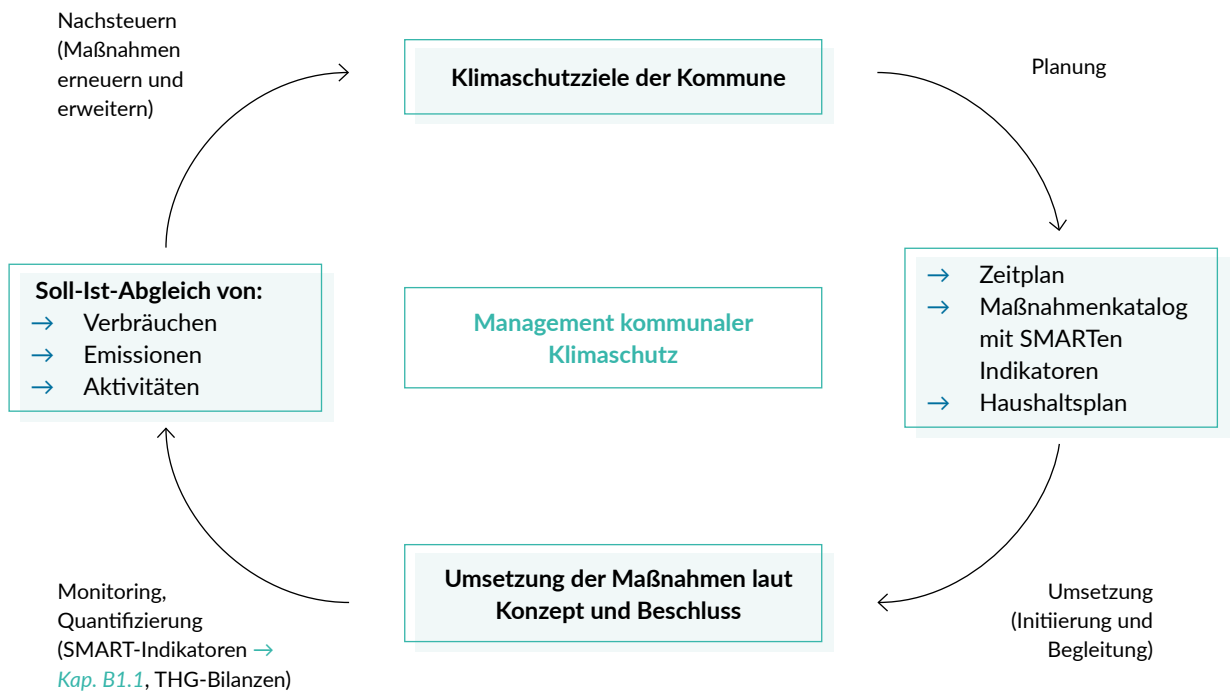 Nachsteuern
(Maßnahmen
erneuern und
erweitern)
Klimaschutzziele der Kommune
Planung
Soll-Ist-Abgleich von:
→ Verbräuchen
→ Emissionen
→ Aktivitäten
Management kommunaler
Klimaschutz
→ Zeitplan
→ Maßnahmenkatalog
mit SMARTen
Indikatoren
→ Haushaltsplan
Monitoring,
Quantifizierung
(SMART-Indikatoren →
Kap. B1.1, THG-Bilanzen)
Umsetzung der Maßnahmen laut
Konzept und Beschluss
Umsetzung
(Initiierung und
Begleitung)